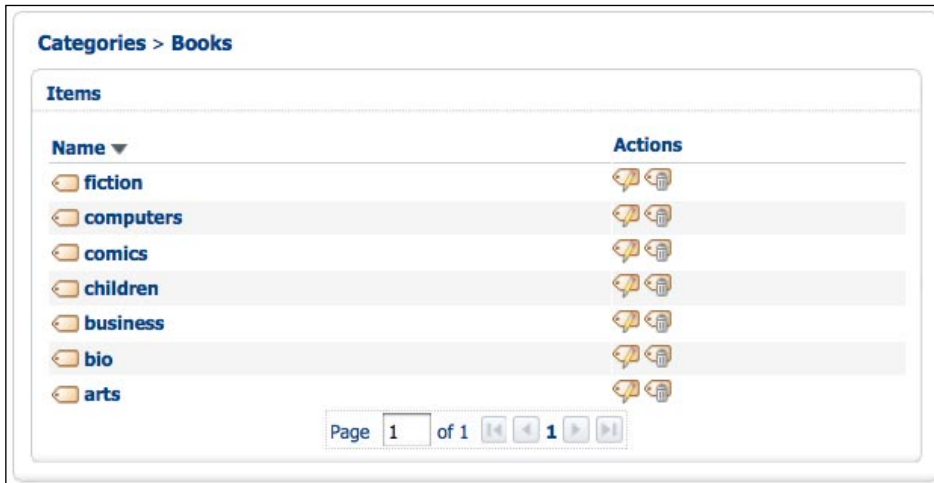 Categories > Books
Items
Name Actions
fiction
computers
comics
children
business
bio
arts
Page 1 of 1 1